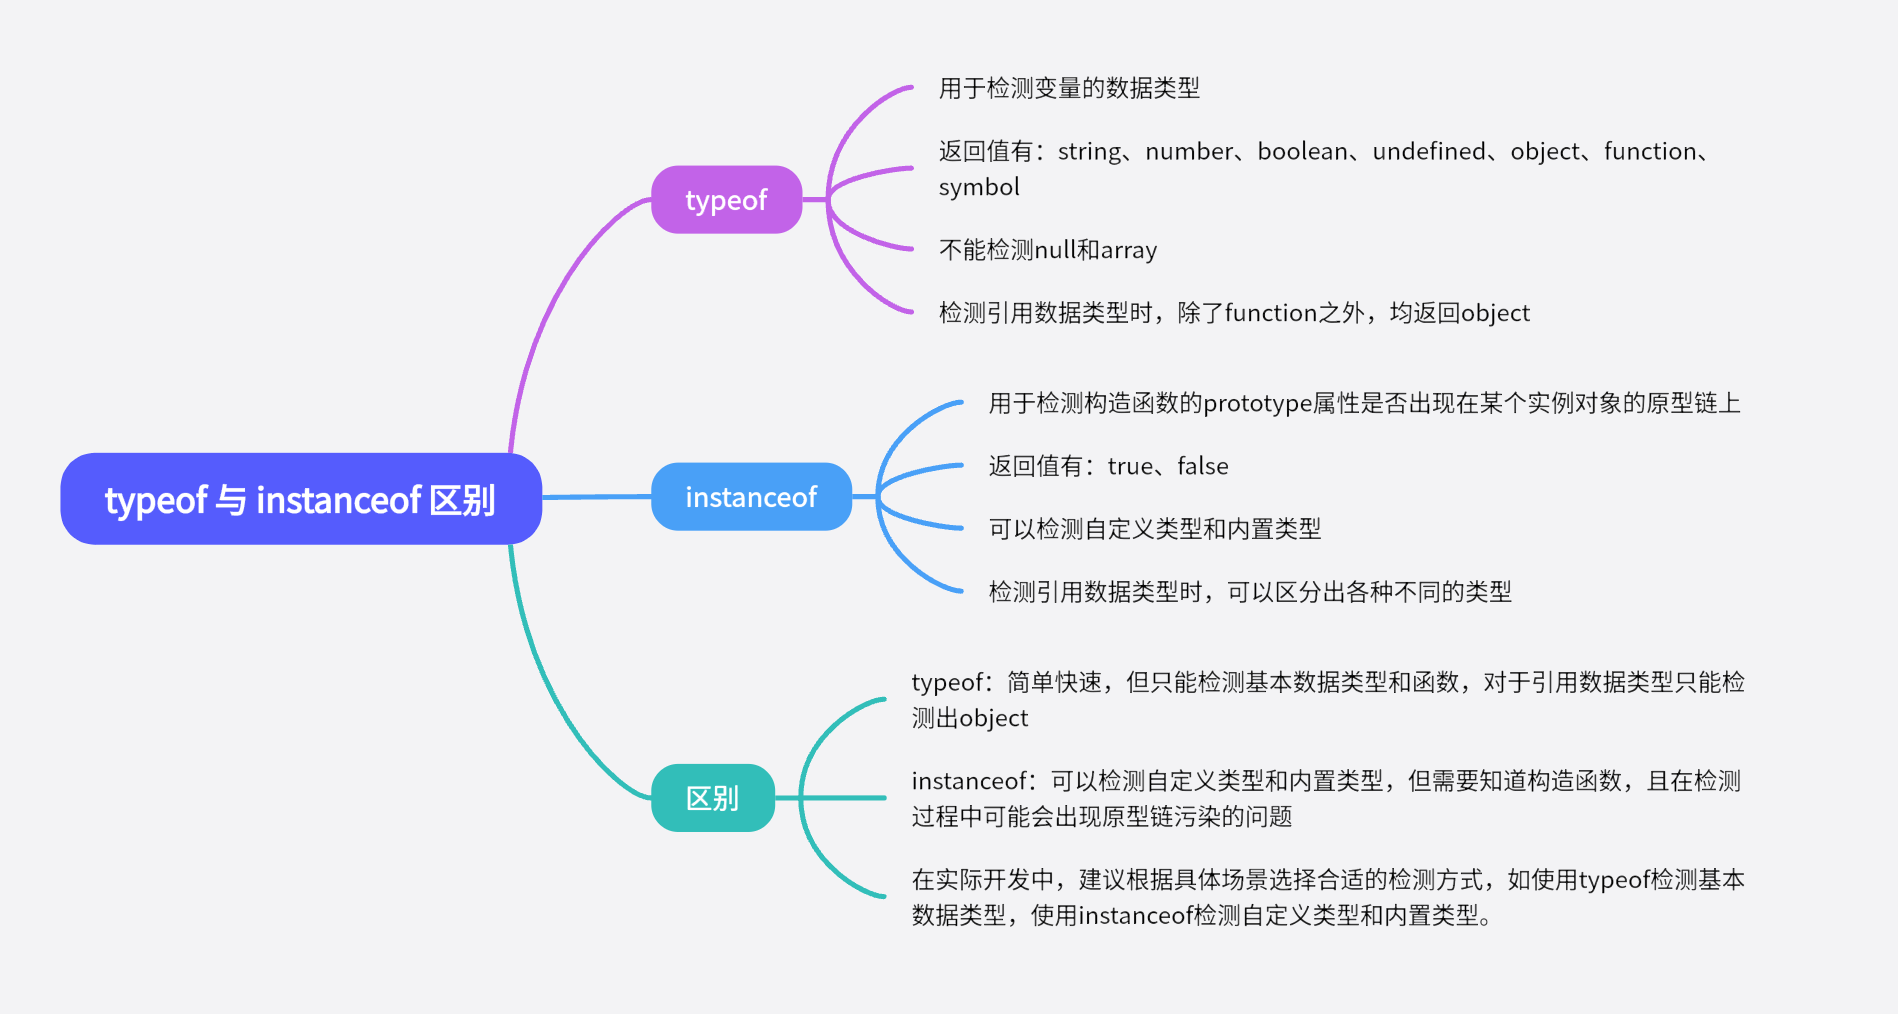 typeof 与 instanceof 区别
typeof
用于检测变量的数据类型
返回值有：string、number、boolean、undefined、object、function、
symbol
不能检测null和array
检测引用数据类型时，除了function之外，均返回object
instanceof
用于检测构造函数的prototype属性是否出现在某个实例对象的原型链上
返回值有：true、false
可以检测自定义类型和内置类型
检测引用数据类型时，可以区分出各种不同的类型
区别
typeof：简单快速，但只能检测基本数据类型和函数，对于引用数据类型只能检
测出object
instanceof：可以检测自定义类型和内置类型，但需要知道构造函数，且在检测
过程中可能会出现原型链污染的问题
在实际开发中，建议根据具体场景选择合适的检测方式，如使用typeof检测基本
数据类型，使用instanceof检测自定义类型和内置类型。